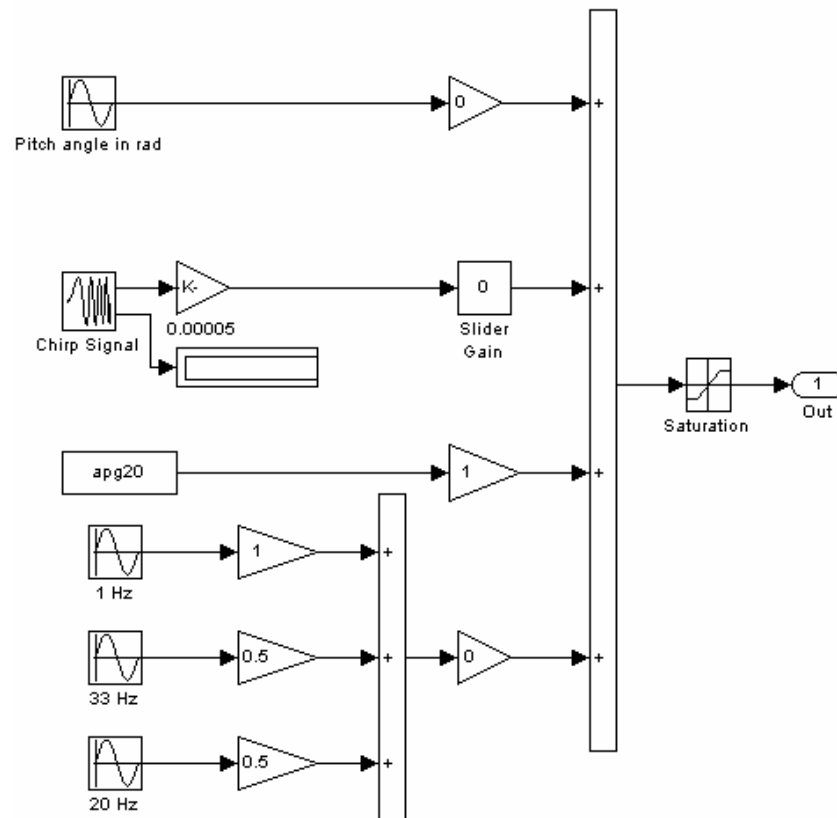 0
+
Pitch angle in rad
K-
0
+
0.00005
Chirp Signal
Slider
Gain
1
Out
Saturation
apg20
1
+
1
+
1 Hz
0.5
+
0
+
33 Hz
0.5
+
20 Hz